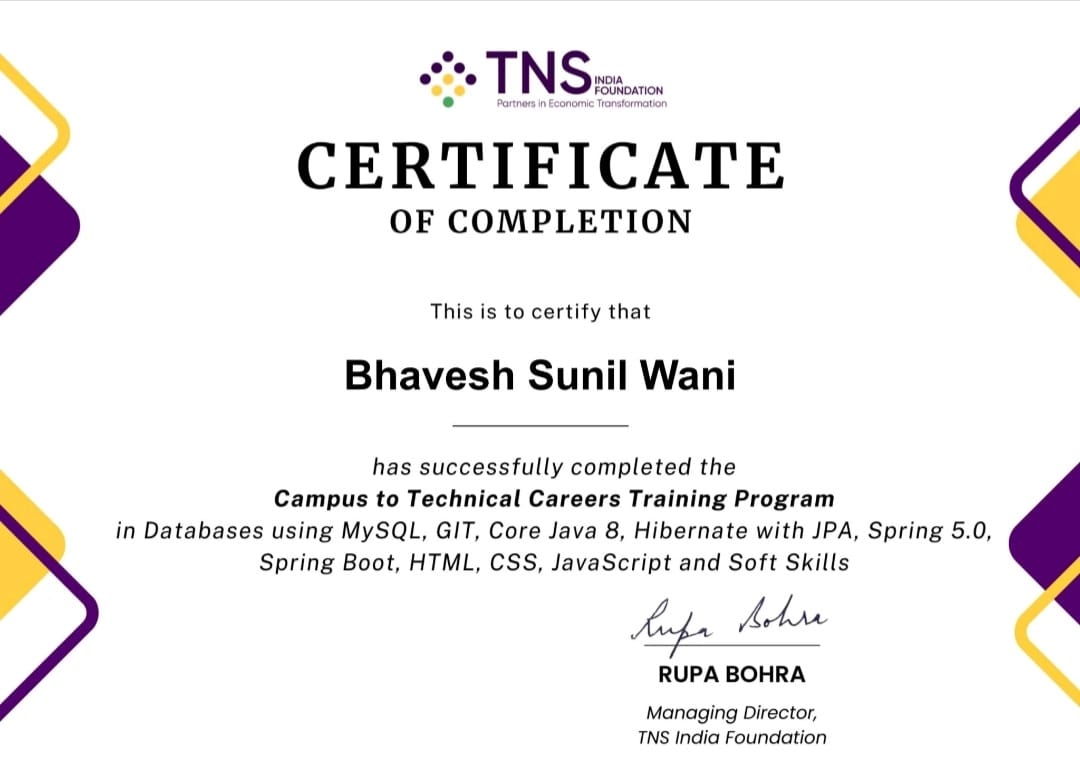 TNS INDIA
FOUNDATION
Partners in Economic Transformation
CERTIFICATE
OF COMPLETION
This is to certify that
Bhavesh Sunil Wani
has successfully completed the
Campus to Technical Careers Training Program
in Databases using MySQL, GIT, Core Java 8, Hibernate with JPA, Spring 5.0,
Spring Boot, HTML, CSS, JavaScript and Soft Skills
Rupa Bohra
RUPA BOHRA
Managing Director,
TNS India Foundation